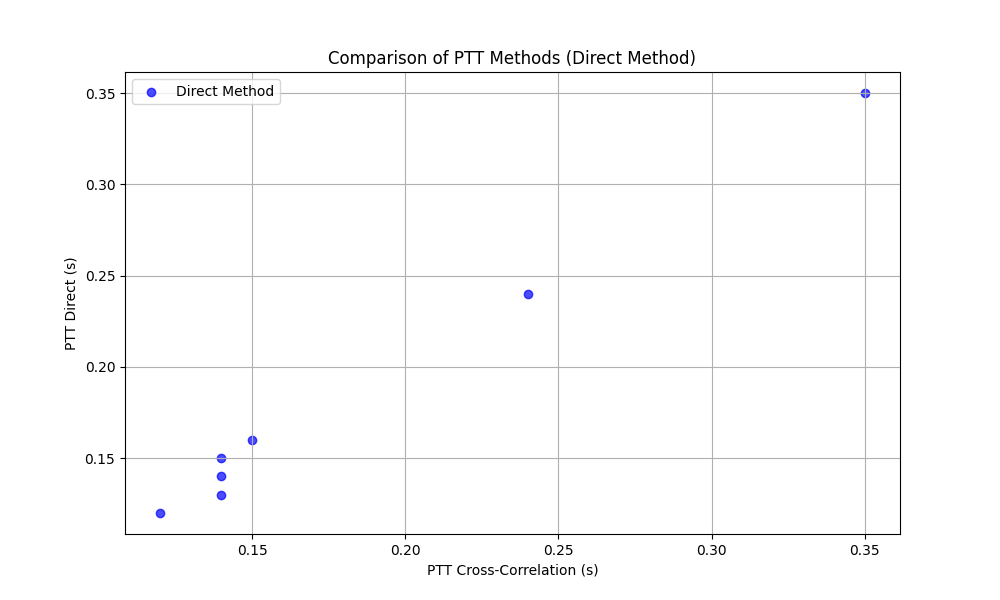 Comparison of PTT Methods (Direct Method)
Direct Method
0.35
0.30
0.25
0.20
0.15
PTT Direct (s)
0.15 0.20 0.25 0.30 0.35
PTT Cross-Correlation (s)